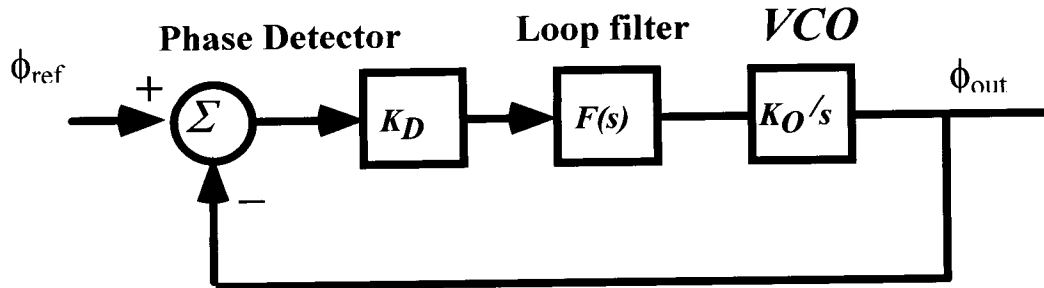 Phase Detector
Loop filter
VCO
ϕref
+
Σ
KD
F(s)
KO/s
ϕout
−